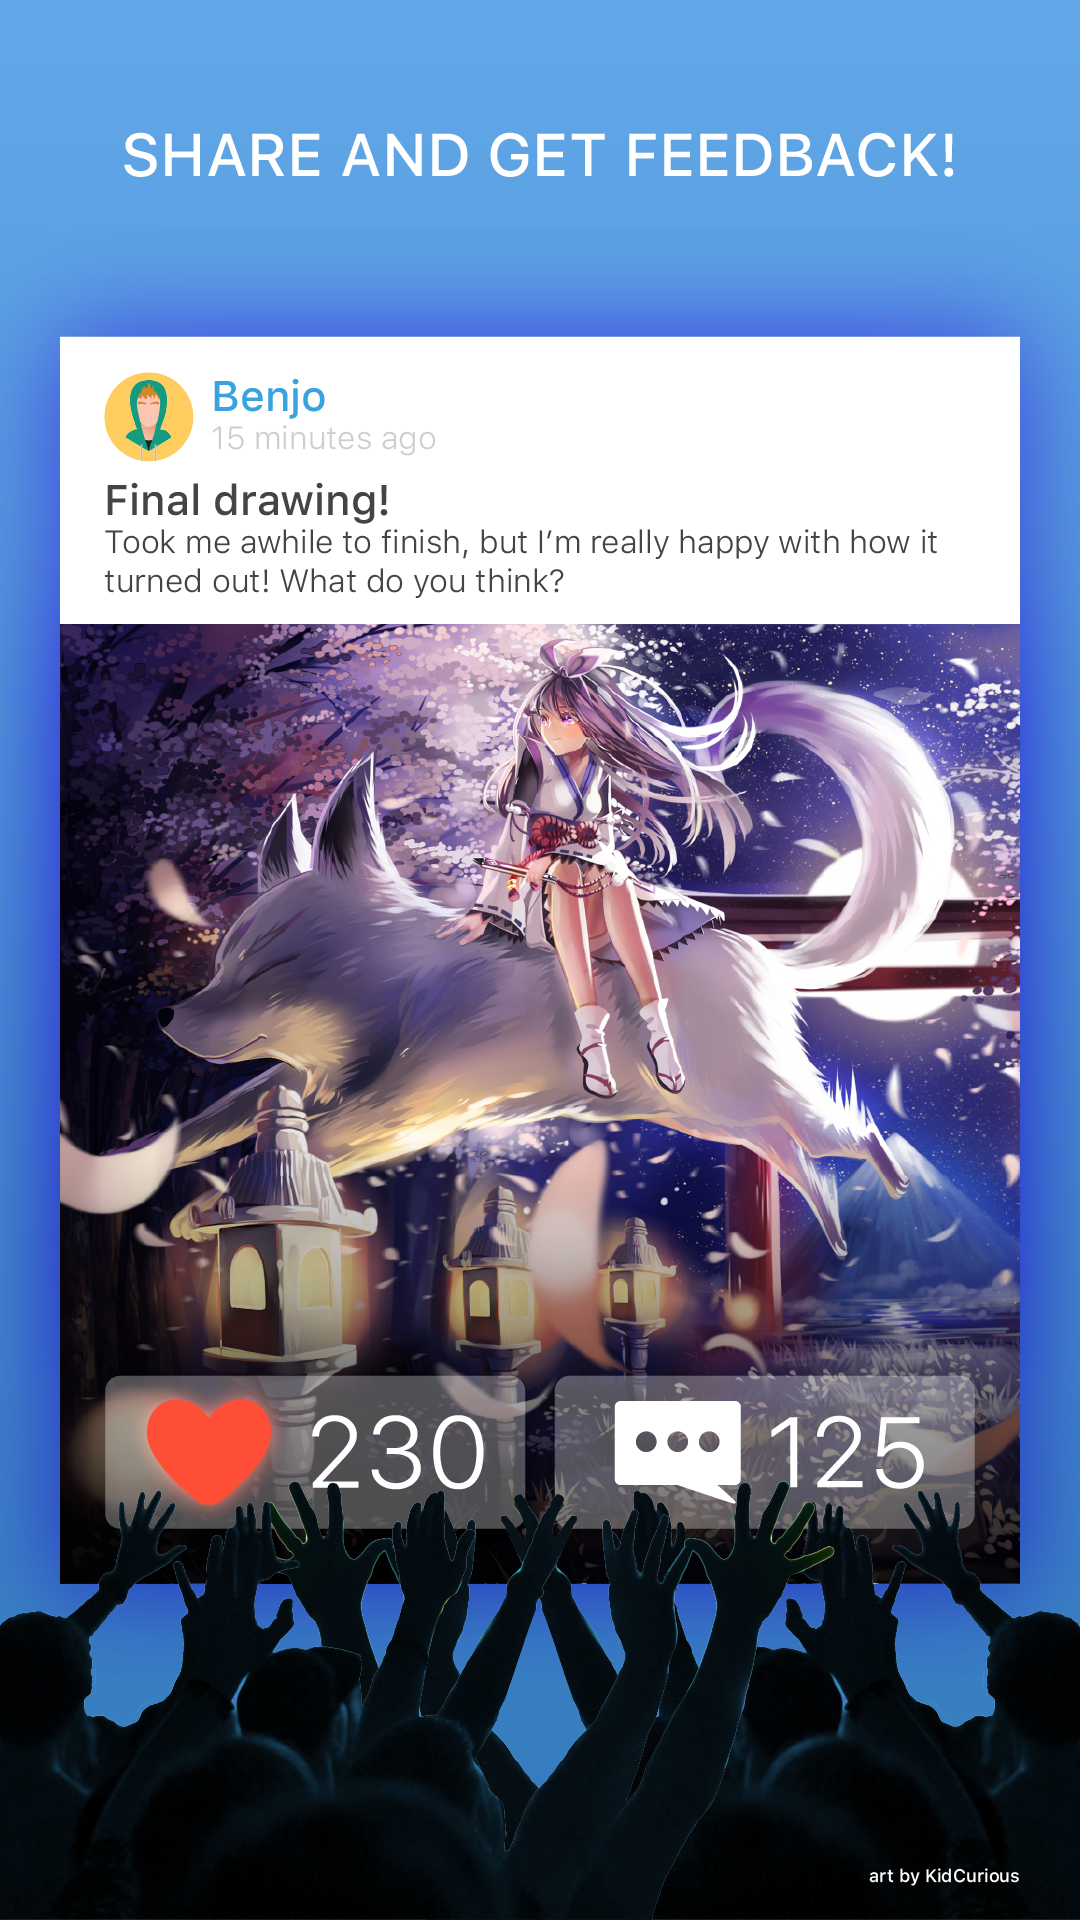 SHARE AND GET FEEDBACK!
Benjo
15 minutes ago
Final drawing!
Took me awhile to finish, but I’m really happy with how it
turned out! What do you think?
230
125
art by KidCurious